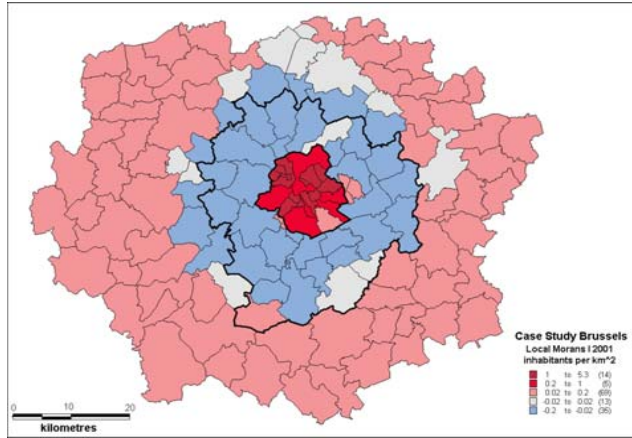 Case Study Brussels
Local Morans I 2001
inhabitants per km^2
1 to 5.3 (14)
0.2 to 1 (5)
0.02 to 0.2 (69)
-0.02 to 0.02 (13)
-0.2 to -0.02 (35)
0 10 20
kilometres